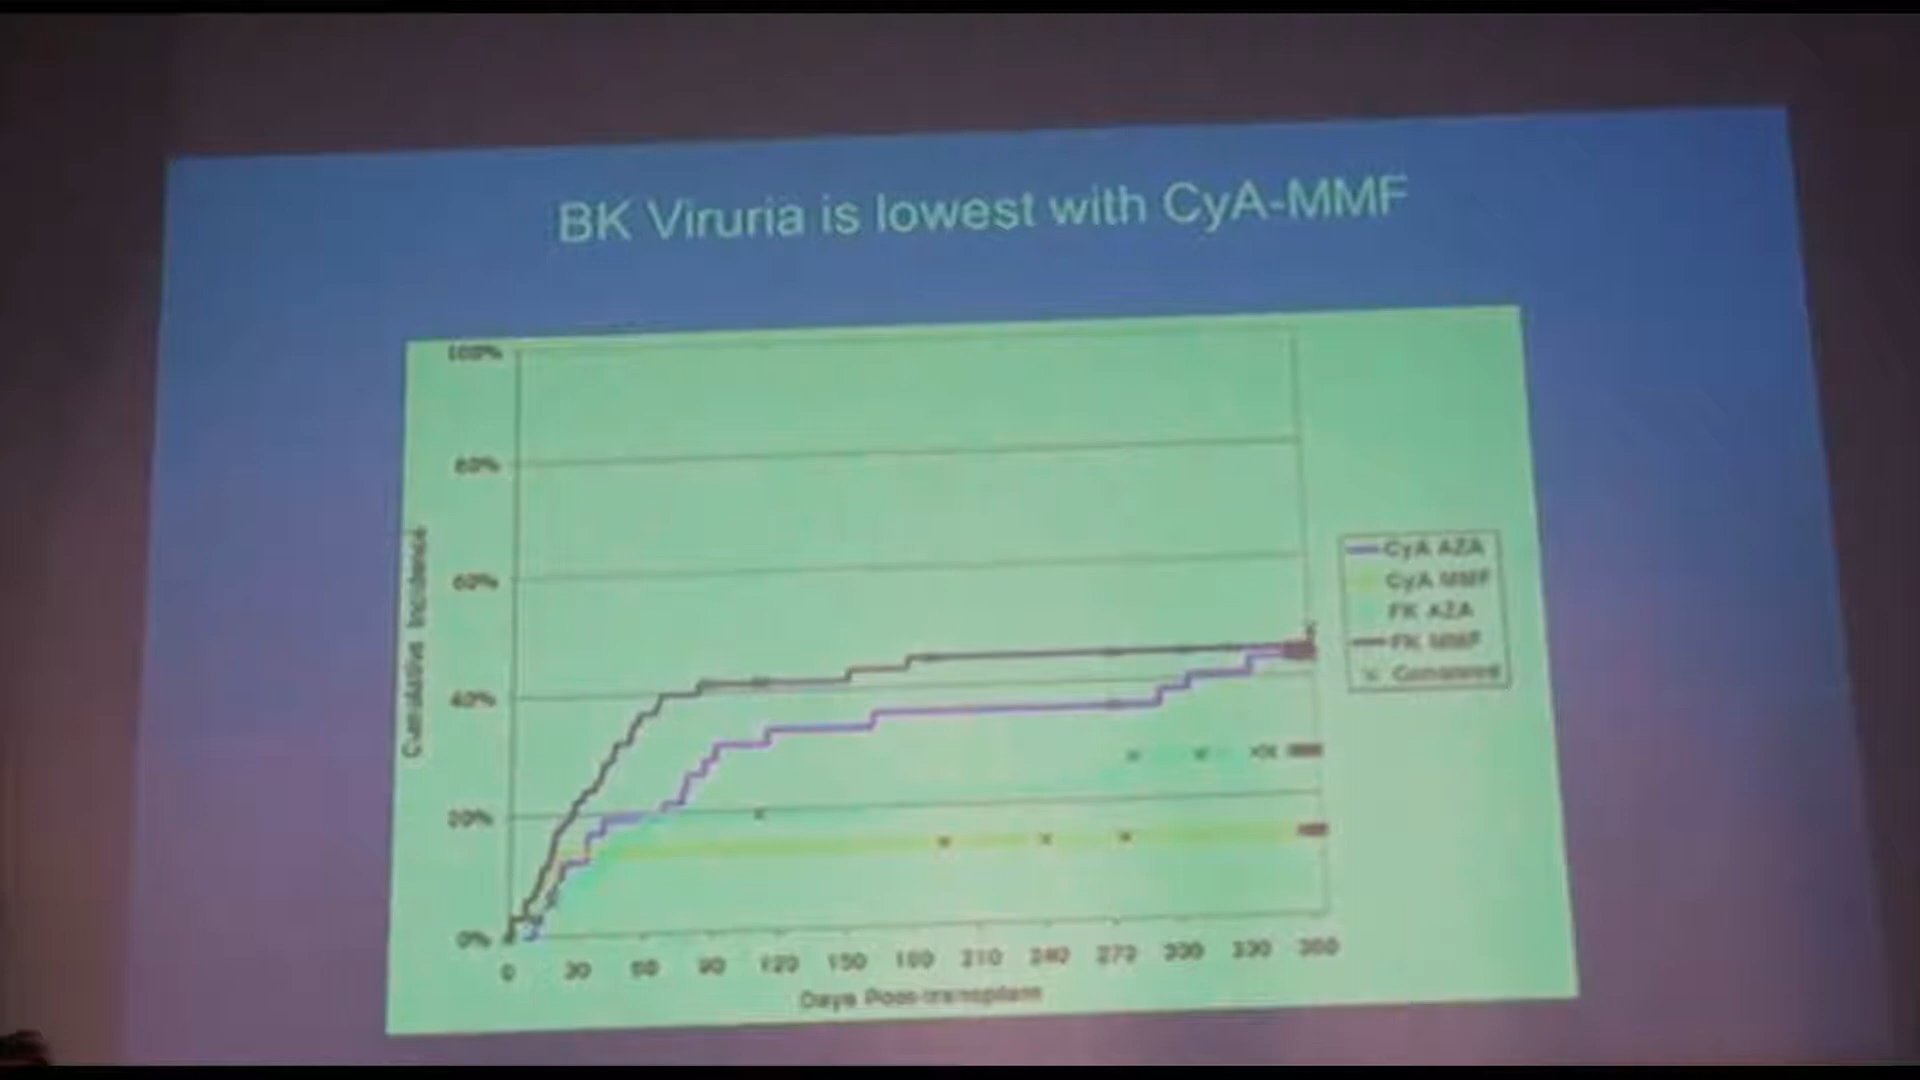 BK Viruria is lowest with CyA-MMF
100%
80%
60%
40%
20%
0%
Cumulative Incidence
0 30 60 90 120 150 180 210 240 270 300 330 360
Days Post-transplant
CyA AZA
CyA MMF
FK AZA
FK MMF
Censored